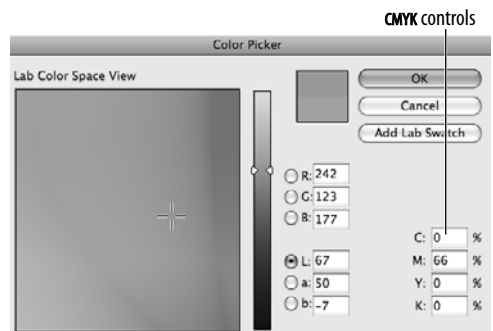 CMYK controls
Color Picker
Lab Color Space View
OK
Cancel
Add Lab Swatch
R: 242
G: 123
B: 177
L: 67
a: 50
b: -7
C: 0 %
M: 66 %
Y: 0 %
K: 0 %